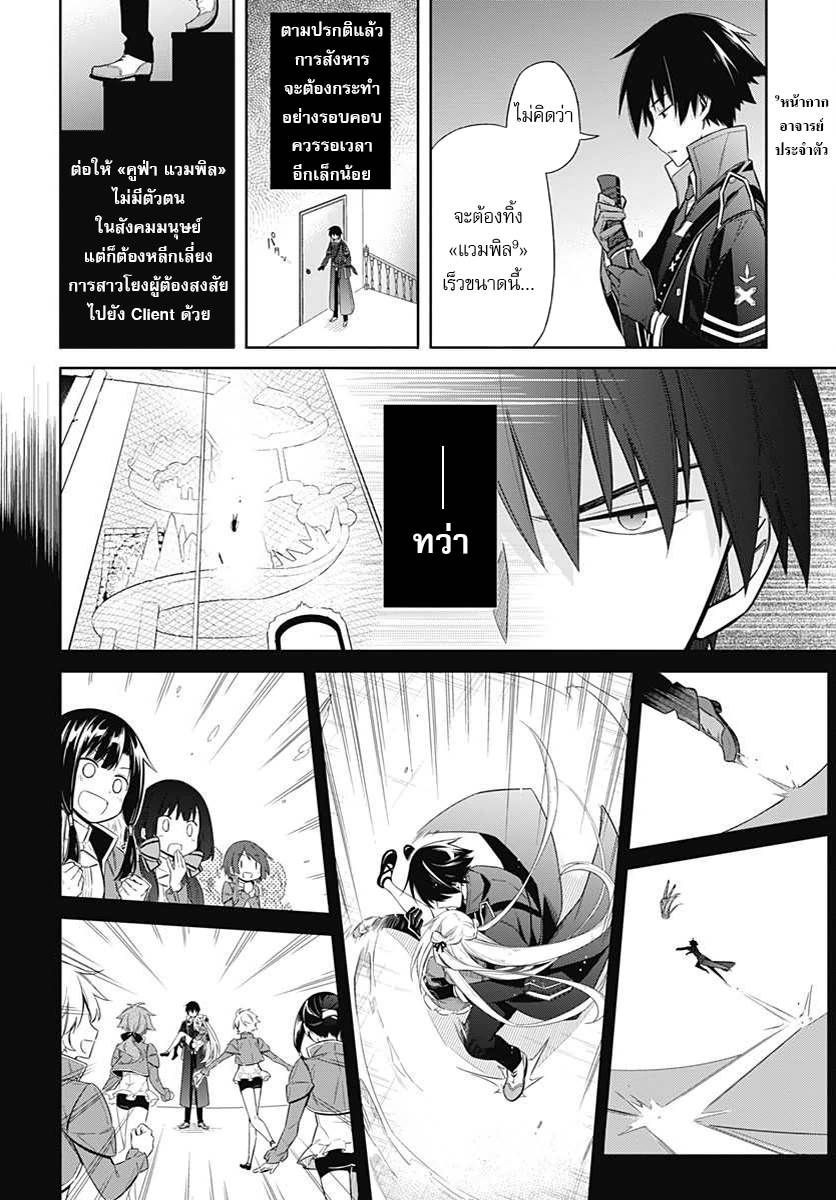 ⁹หน้ากาก
อาจารย์
ประจำตัว
ไม่คิดว่า
จะต้องทิ้ง
«แวมพิล⁹»
เร็วขนาดนี้...
ตามปรกติแล้ว
การสังหาร
จะต้องกระทำ
อย่างรอบคอบ
ควรรอเวลา
อีกเล็กน้อย
ต่อให้ «คูฟ่า แวมพิล»
ไม่มีตัวตน
ในสังคมมนุษย์
แต่ก็ต้องหลีกเลี่ยง
การสาวโยงผู้ต้องสงสัย
ไปยัง Client ด้วย
ทว่า